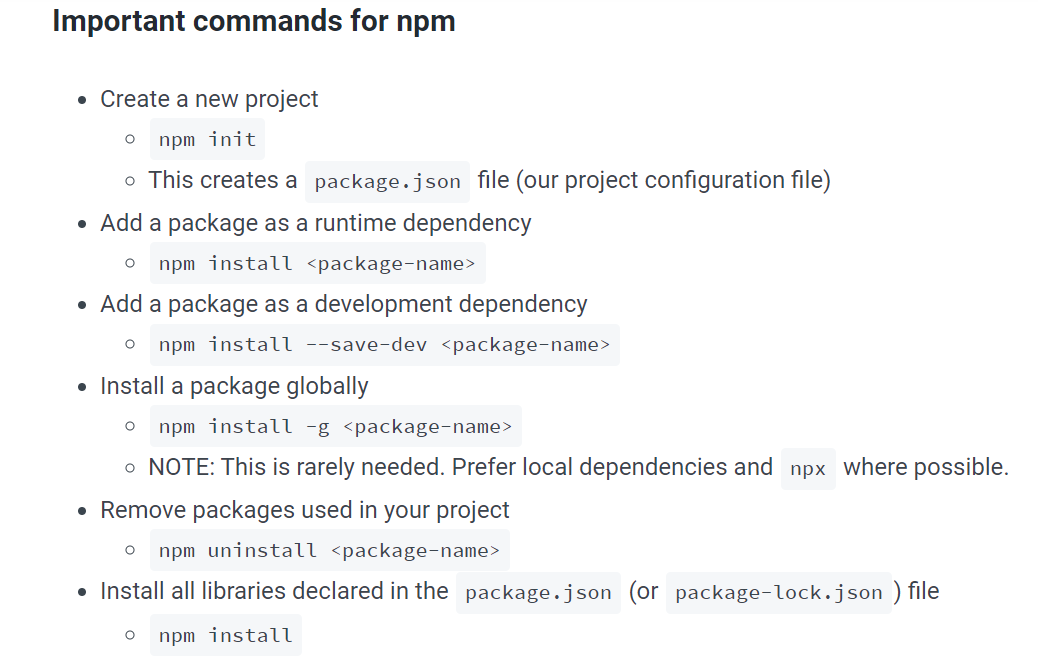 Important commands for npm
Create a new project
npm init
This creates a package.json file (our project configuration file)
Add a package as a runtime dependency
npm install <package-name>
Add a package as a development dependency
npm install --save-dev <package-name>
Install a package globally
npm install -g <package-name>
NOTE: This is rarely needed. Prefer local dependencies and npx where possible.
Remove packages used in your project
npm uninstall <package-name>
Install all libraries declared in the package.json (or package-lock.json) file
npm install